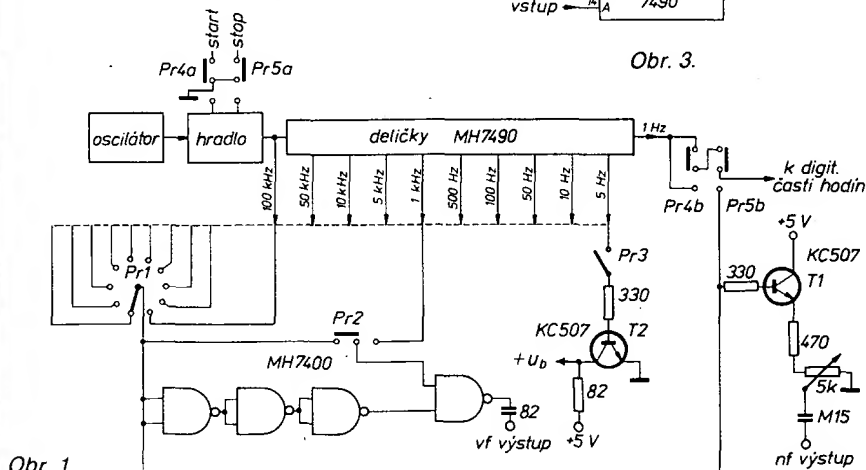 vstup 14 A 7490
Obr. 3.
start stop
Pr4a Pr5a
oscilátor hradlo deličky MH7490 1 Hz
k digit.
časti hodín
100 kHz 50 kHz 10 kHz 5 kHz 1 kHz 500 Hz 100 Hz 50 Hz 10 Hz 5 Hz
Pr4b Pr5b
+5 V
Pr1
Pr3
KC507
330
T1
330
Pr2
KC507 T2
470
MH7400
+u_b
5k
82
82
M15
vf výstup
+5 V
nf výstup
Obr. 1